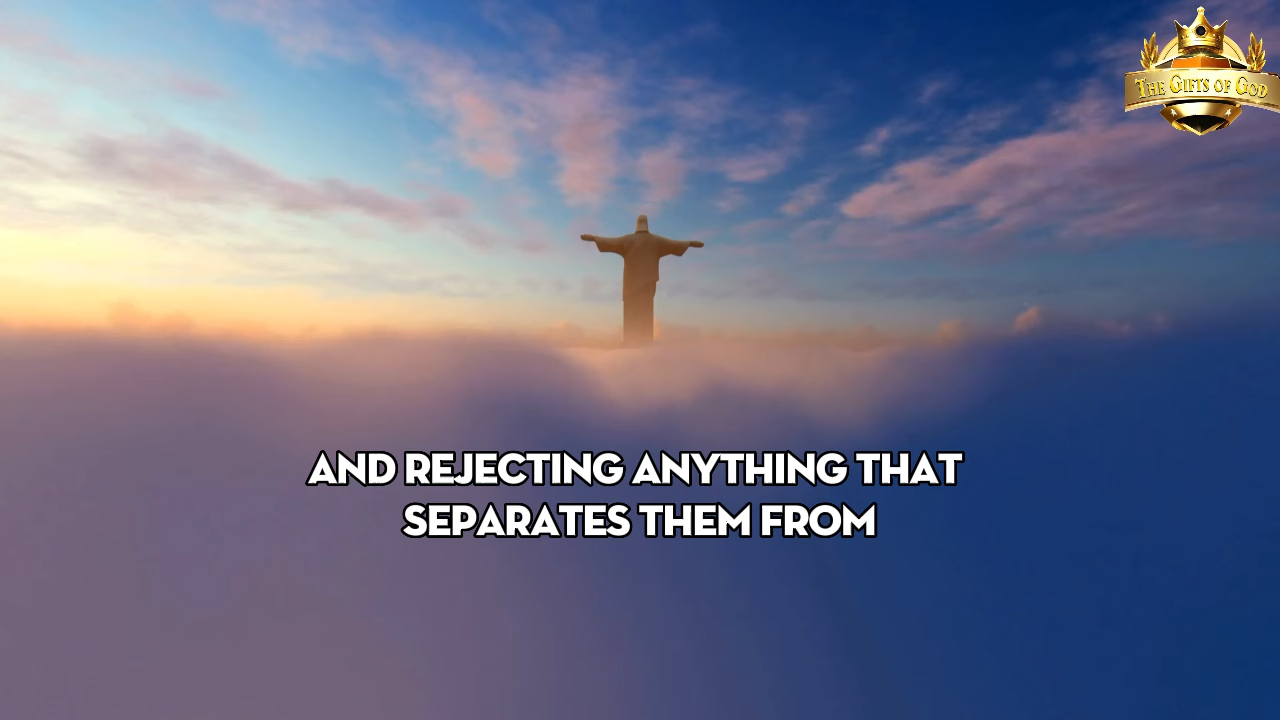 The Gifts of God
AND REJECTING ANYTHING THAT
SEPARATES THEM FROM